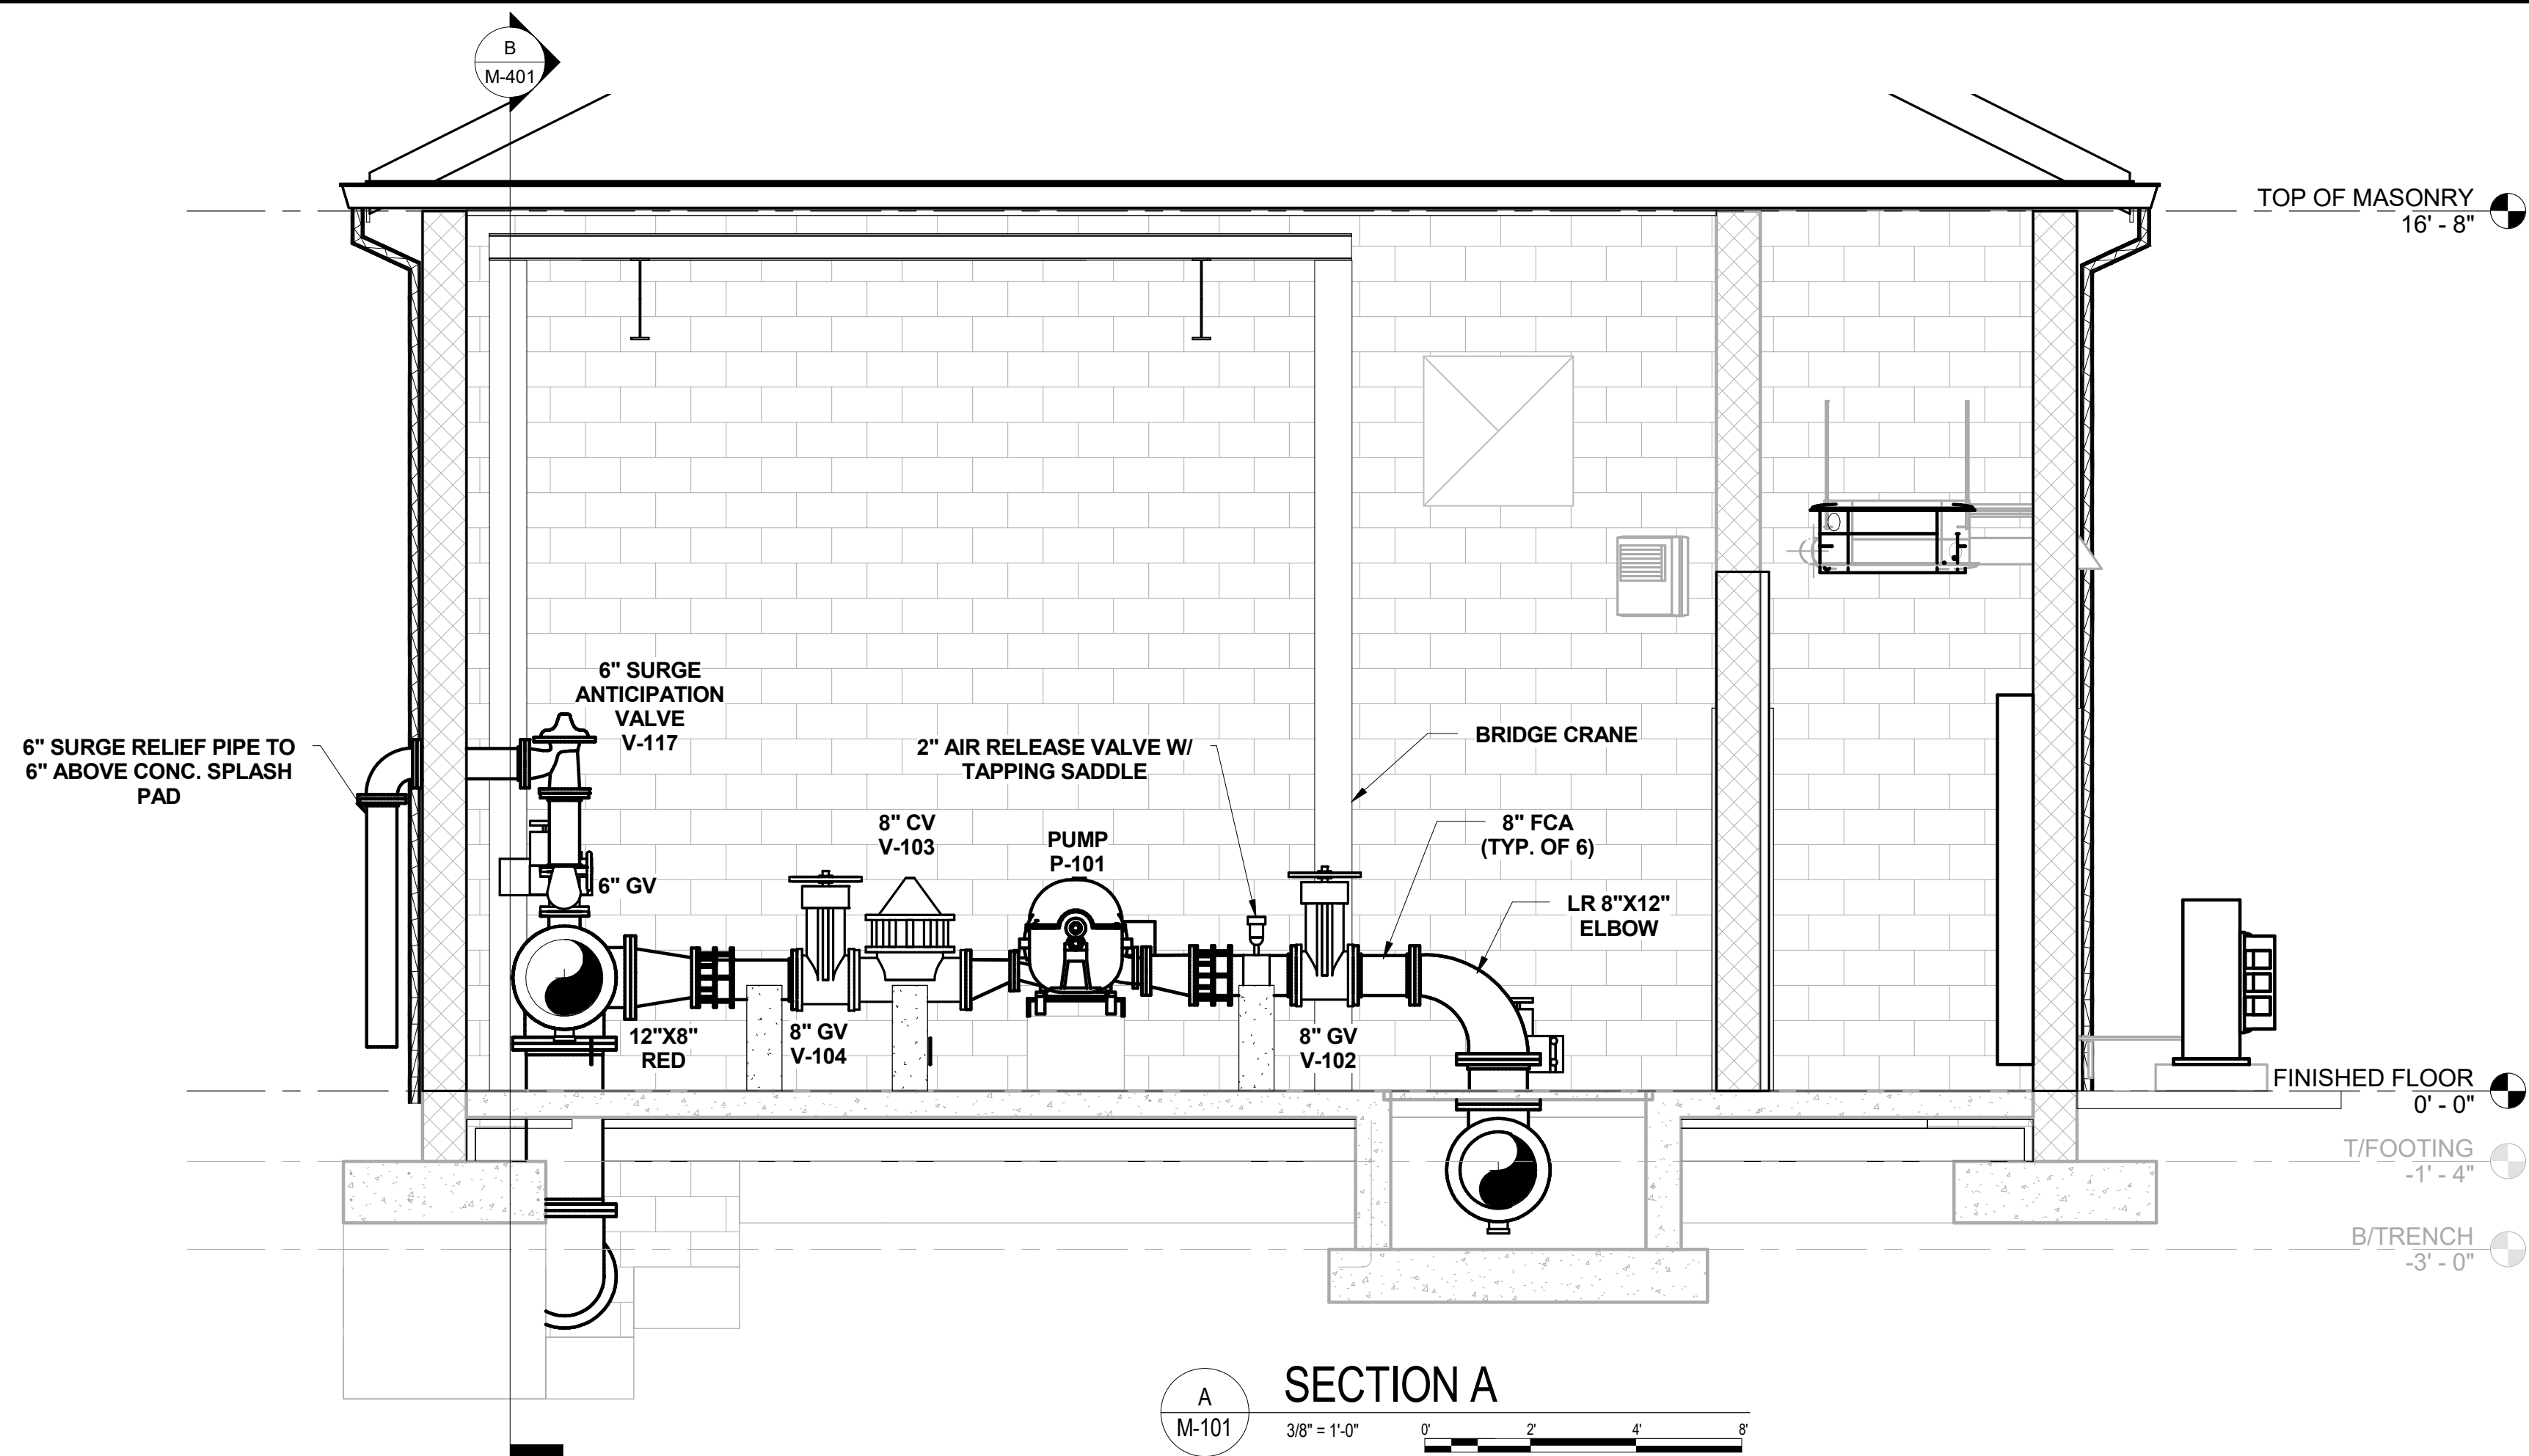 B
M-401
TOP OF MASONRY
16' - 8"
6" SURGE
ANTICIPATION
VALVE
V-117
6" SURGE RELIEF PIPE TO
6" ABOVE CONC. SPLASH
PAD
2" AIR RELEASE VALVE W/
TAPPING SADDLE
BRIDGE CRANE
8" CV
V-103
PUMP
P-101
8" FCA
(TYP. OF 6)
6" GV
LR 8"X12"
ELBOW
12"X8"
RED
8" GV
V-104
8" GV
V-102
FINISHED FLOOR
0' - 0"
T/FOOTING
-1' - 4"
B/TRENCH
-3' - 0"
A
M-101
SECTION A
3/8" = 1'-0"
0' 2' 4' 8'